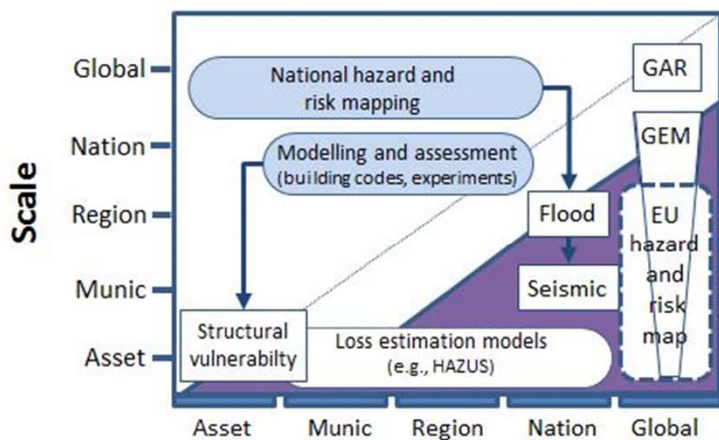 Scale
Global
Nation
Region
Munic
Asset
National hazard and
risk mapping
Modelling and assessment
(building codes, experiments)
GAR
GEM
Flood
Seismic
EU
hazard
and
risk
map
Structural
vulnerabilty
Loss estimation models
(e.g., HAZUS)
Asset
Munic
Region
Nation
Global